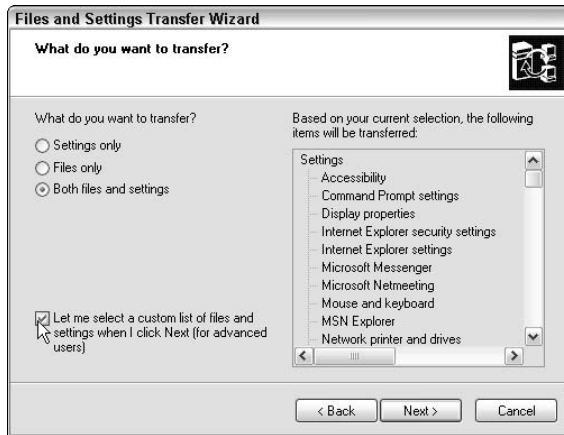 Files and Settings Transfer Wizard
What do you want to transfer?
What do you want to transfer?
Settings only
Files only
Both files and settings
Let me select a custom list of files and
settings when I click Next (for advanced
users)
Based on your current selection, the following
items will be transferred:
Settings
Accessibility
Command Prompt settings
Display properties
Internet Explorer security settings
Internet Explorer settings
Microsoft Messenger
Microsoft Netmeeting
Mouse and keyboard
MSN Explorer
Network printer and drives
< Back
Next >
Cancel